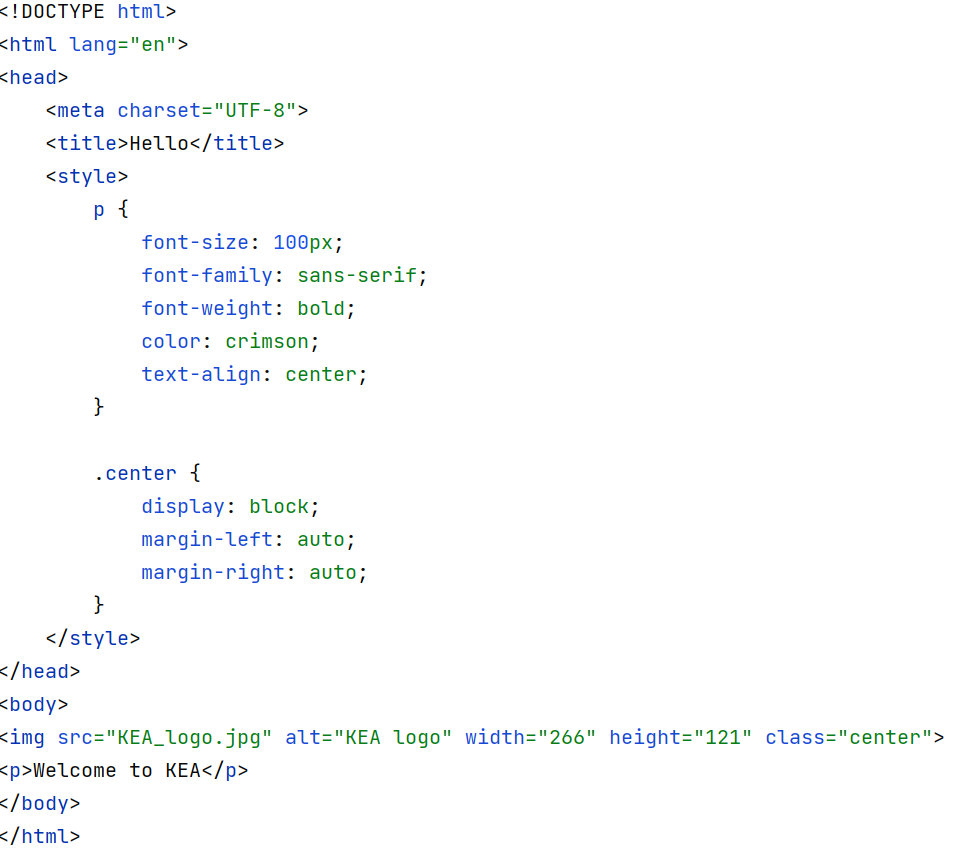 <!DOCTYPE html>
<html lang="en">
<head>
    <meta charset="UTF-8">
    <title>Hello</title>
    <style>
        p {
            font-size: 100px;
            font-family: sans-serif;
            font-weight: bold;
            color: crimson;
            text-align: center;
        }

        .center {
            display: block;
            margin-left: auto;
            margin-right: auto;
        }
    </style>
</head>
<body>
<img src="KEA_logo.jpg" alt="KEA logo" width="266" height="121" class="center">
<p>Welcome to KEA</p>
</body>
</html>